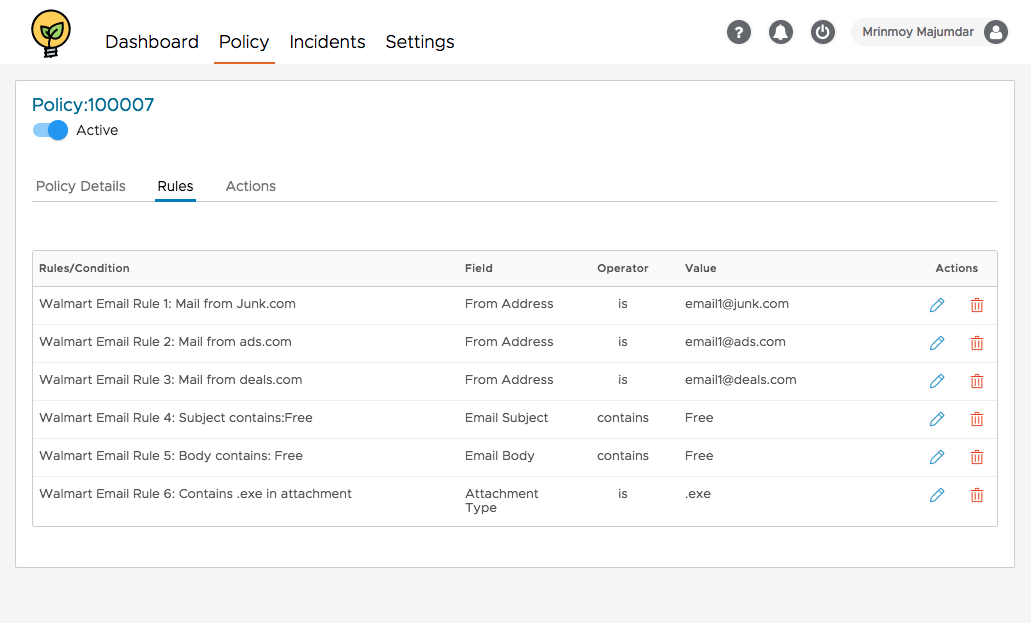 Dashboard Policy Incidents Settings ? Mrinmoy Majumdar
Policy:100007
Active
Policy Details Rules Actions
Rules/Condition Field Operator Value Actions
Walmart Email Rule 1: Mail from Junk.com From Address is email1@junk.com
Walmart Email Rule 2: Mail from ads.com From Address is email1@ads.com
Walmart Email Rule 3: Mail from deals.com From Address is email1@deals.com
Walmart Email Rule 4: Subject contains:Free Email Subject contains Free
Walmart Email Rule 5: Body contains: Free Email Body contains Free
Walmart Email Rule 6: Contains .exe in attachment Attachment is .exe
Type